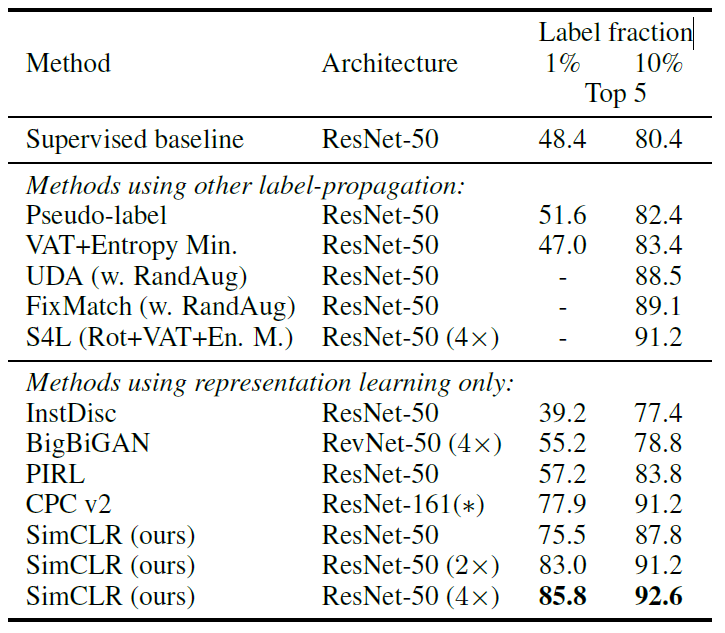 Label fraction
Method Architecture 1% 10%
Top 5
Supervised baseline ResNet-50 48.4 80.4
Methods using other label-propagation:
Pseudo-label ResNet-50 51.6 82.4
VAT+Entropy Min. ResNet-50 47.0 83.4
UDA (w. RandAug) ResNet-50 - 88.5
FixMatch (w. RandAug) ResNet-50 - 89.1
S4L (Rot+VAT+En. M.) ResNet-50 (4×) - 91.2
Methods using representation learning only:
InstDisc ResNet-50 39.2 77.4
BigBiGAN RevNet-50 (4×) 55.2 78.8
PIRL ResNet-50 57.2 83.8
CPC v2 ResNet-161(∗) 77.9 91.2
SimCLR (ours) ResNet-50 75.5 87.8
SimCLR (ours) ResNet-50 (2×) 83.0 91.2
SimCLR (ours) ResNet-50 (4×) 85.8 92.6